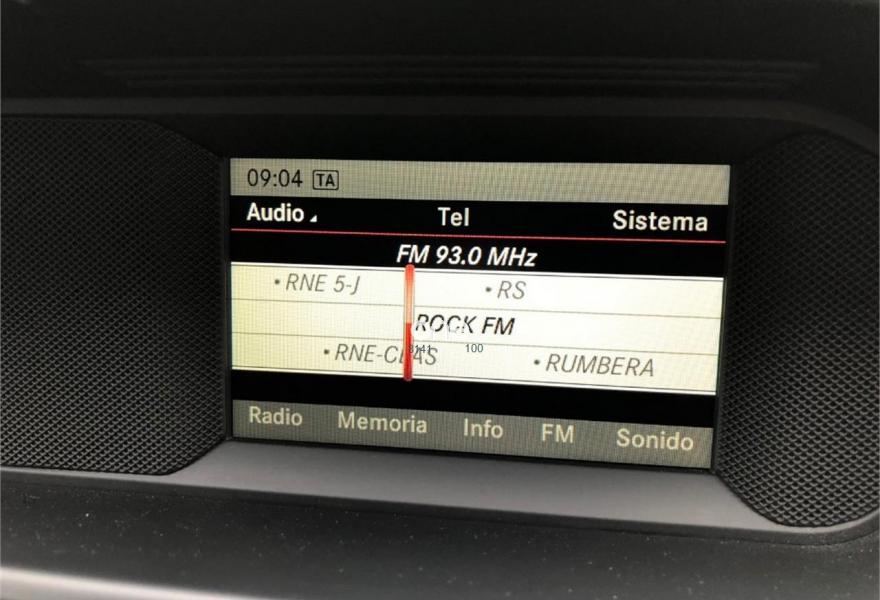 09:04 TA
Audio Tel Sistema
FM 93.0 MHz
•RNE 5-J •RS
ROCK FM
•RNE-CLAS •RUMBERA
100
Radio Memoria Info FM Sonido